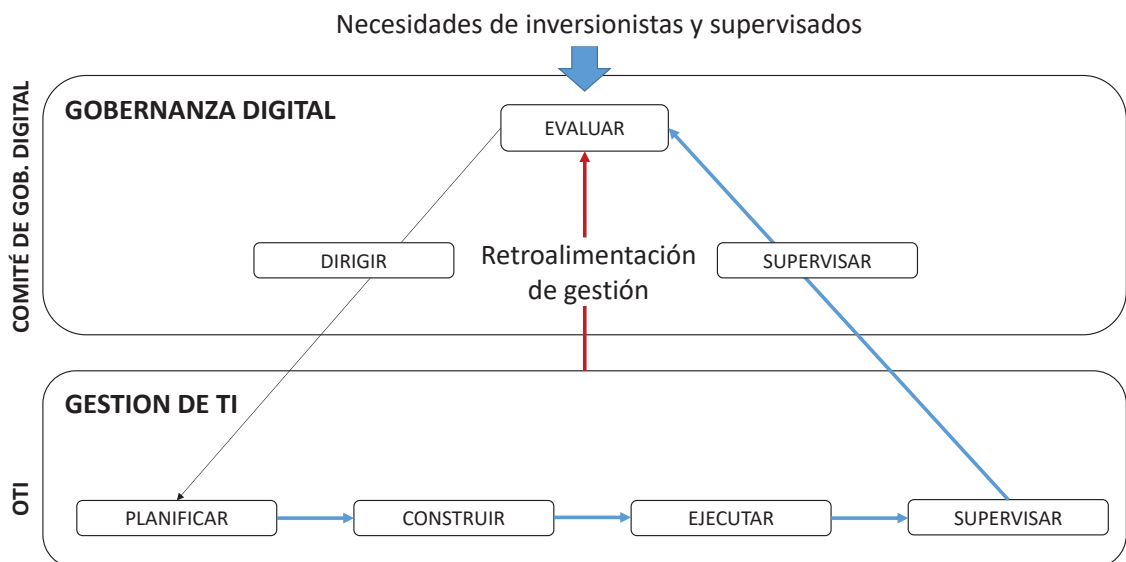 Necesidades de inversionistas y supervisados
COMITÉ DE GOB. DIGITAL
GOBERNANZA DIGITAL
EVALUAR
DIRIGIR
Retroalimentación
de gestión
SUPERVISAR
OTI
GESTION DE TI
PLANIFICAR
CONSTRUIR
EJECUTAR
SUPERVISAR